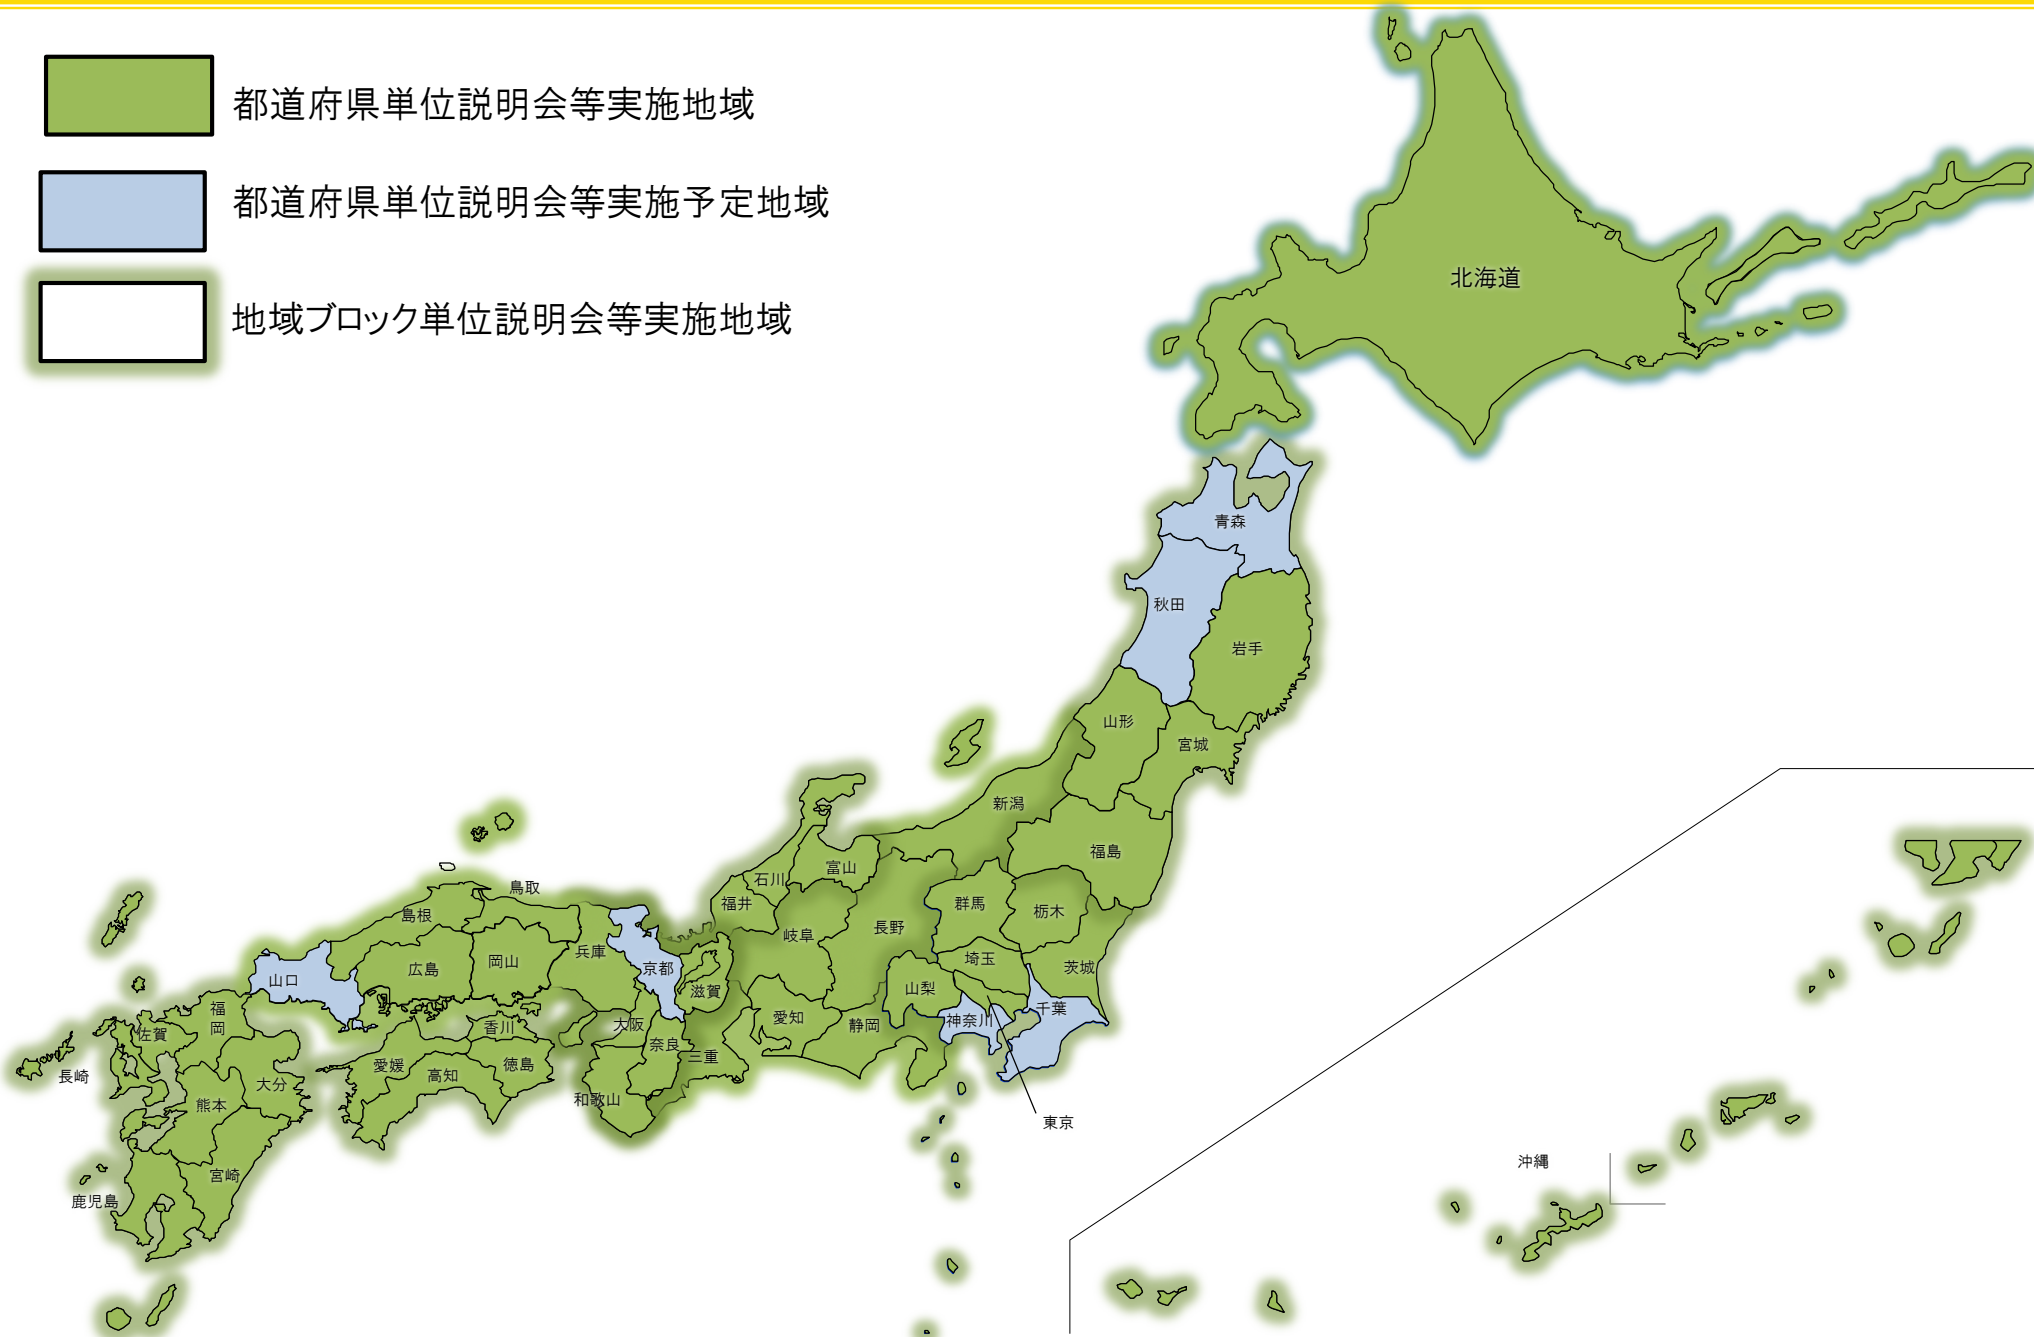 都道府県単位説明会等実施地域
都道府県単位説明会等実施予定地域
地域ブロック単位説明会等実施地域
北海道
青森
秋田
岩手
山形
宮城
新潟
福島
富山
石川
福井
群馬
栃木
長野
岐阜
埼玉
茨城
山梨
千葉
神奈川
東京
静岡
愛知
三重
滋賀
京都
兵庫
大阪
奈良
和歌山
鳥取
島根
岡山
広島
山口
香川
徳島
愛媛
高知
福
岡
佐賀
長崎
大分
熊本
宮崎
鹿児島
沖縄